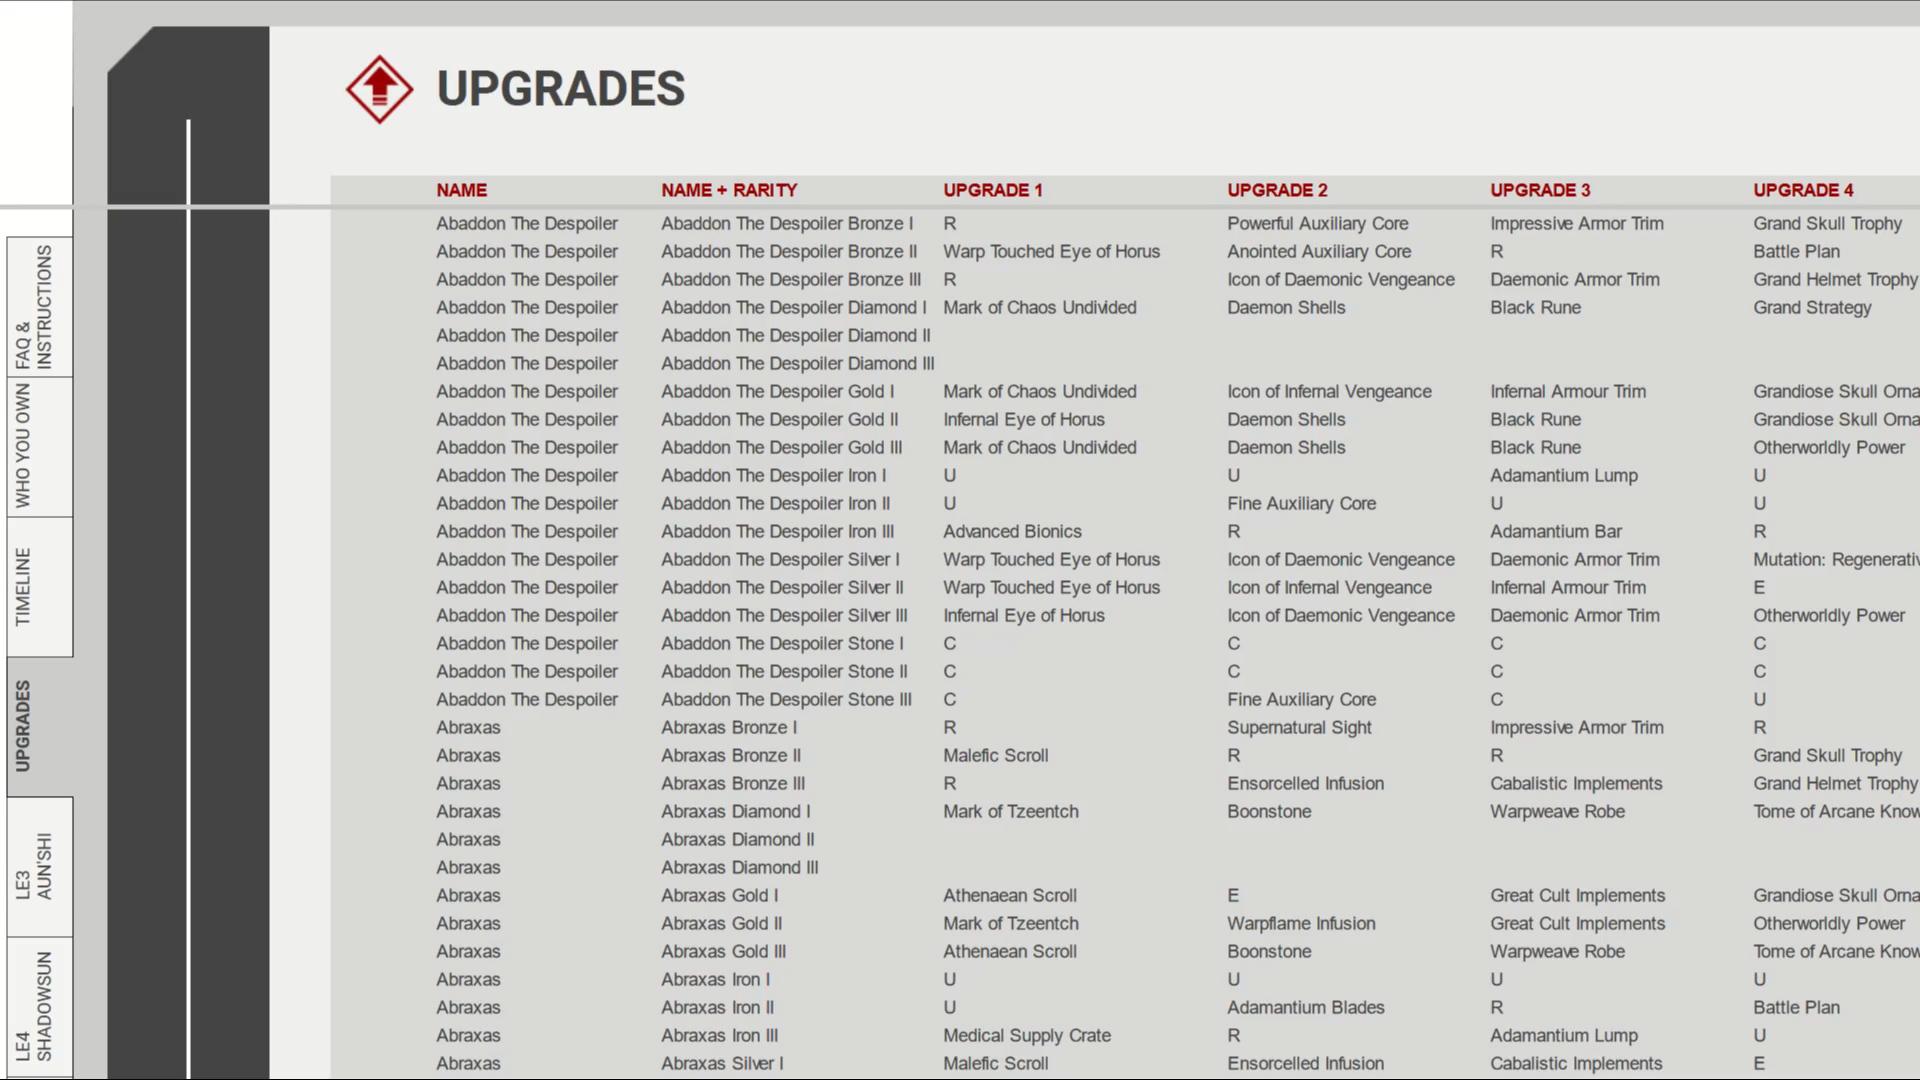 UPGRADES
NAME NAME + RARITY UPGRADE 1 UPGRADE 2 UPGRADE 3 UPGRADE 4
Abaddon The Despoiler Abaddon The Despoiler Bronze I R Powerful Auxiliary Core Impressive Armor Trim Grand Skull Trophy
Abaddon The Despoiler Abaddon The Despoiler Bronze II Warp Touched Eye of Horus Anointed Auxiliary Core R Battle Plan
Abaddon The Despoiler Abaddon The Despoiler Bronze III R Icon of Daemonic Vengeance Daemonic Armor Trim Grand Helmet Trophy
Abaddon The Despoiler Abaddon The Despoiler Diamond I Mark of Chaos Undivided Daemon Shells Black Rune Grand Strategy
Abaddon The Despoiler Abaddon The Despoiler Diamond II
Abaddon The Despoiler Abaddon The Despoiler Diamond III
Abaddon The Despoiler Abaddon The Despoiler Gold I Mark of Chaos Undivided Icon of Infernal Vengeance Infernal Armour Trim Grandiose Skull Orna
Abaddon The Despoiler Abaddon The Despoiler Gold II Infernal Eye of Horus Daemon Shells Black Rune Grandiose Skull Orna
Abaddon The Despoiler Abaddon The Despoiler Gold III Mark of Chaos Undivided Daemon Shells Black Rune Otherworldly Power
Abaddon The Despoiler Abaddon The Despoiler Iron I U U Adamantium Lump U
Abaddon The Despoiler Abaddon The Despoiler Iron II U Fine Auxiliary Core U U
Abaddon The Despoiler Abaddon The Despoiler Iron III Advanced Bionics R Adamantium Bar R
Abaddon The Despoiler Abaddon The Despoiler Silver I Warp Touched Eye of Horus Icon of Daemonic Vengeance Daemonic Armor Trim Mutation: Regenerativ
Abaddon The Despoiler Abaddon The Despoiler Silver II Warp Touched Eye of Horus Icon of Infernal Vengeance Infernal Armour Trim E
Abaddon The Despoiler Abaddon The Despoiler Silver III Infernal Eye of Horus Icon of Daemonic Vengeance Daemonic Armor Trim Otherworldly Power
Abaddon The Despoiler Abaddon The Despoiler Stone I C C C C
Abaddon The Despoiler Abaddon The Despoiler Stone II C C C C
Abaddon The Despoiler Abaddon The Despoiler Stone III C Fine Auxiliary Core C U
Abraxas Abraxas Bronze I R Supernatural Sight Impressive Armor Trim R
Abraxas Abraxas Bronze II Malefic Scroll R R Grand Skull Trophy
Abraxas Abraxas Bronze III R Ensorcelled Infusion Cabalistic Implements Grand Helmet Trophy
Abraxas Abraxas Diamond I Mark of Tzeentch Boonstone Warpweave Robe Tome of Arcane Know
Abraxas Abraxas Diamond II
Abraxas Abraxas Diamond III
Abraxas Abraxas Gold I Athenaean Scroll E Great Cult Implements Grandiose Skull Orna
Abraxas Abraxas Gold II Mark of Tzeentch Warpflame Infusion Great Cult Implements Otherworldly Power
Abraxas Abraxas Gold III Athenaean Scroll Boonstone Warpweave Robe Tome of Arcane Know
Abraxas Abraxas Iron I U U U U
Abraxas Abraxas Iron II U Adamantium Blades R Battle Plan
Abraxas Abraxas Iron III Medical Supply Crate R Adamantium Lump U
Abraxas Abraxas Silver I Malefic Scroll Ensorcelled Infusion Cabalistic Implements E
FAQ &
INSTRUCTIONS
WHO YOU OWN
TIMELINE
UPGRADES
LE3
AUN'SHI
LE4
SHADOWSUN